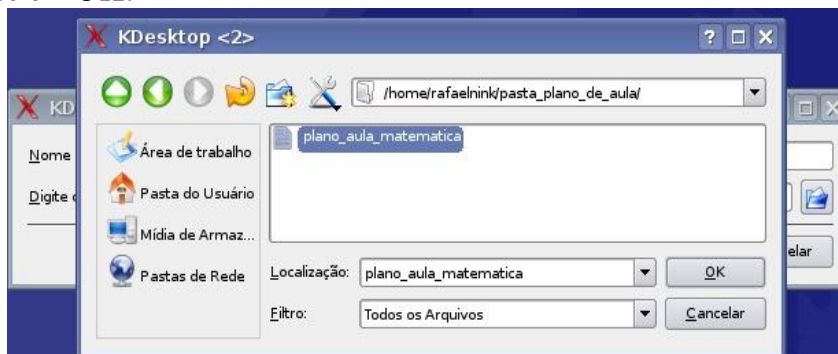 KDesktop <2>
/home/rafaelnink/pasta_plano_de_aula/
KD
Nome
Digite
Área de trabalho
Pasta do Usuário
Mídia de Armaz...
Pastas de Rede
plano_aula_matematica
Localização: plano_aula_matematica OK
Filtro: Todos os Arquivos Cancelar
elar